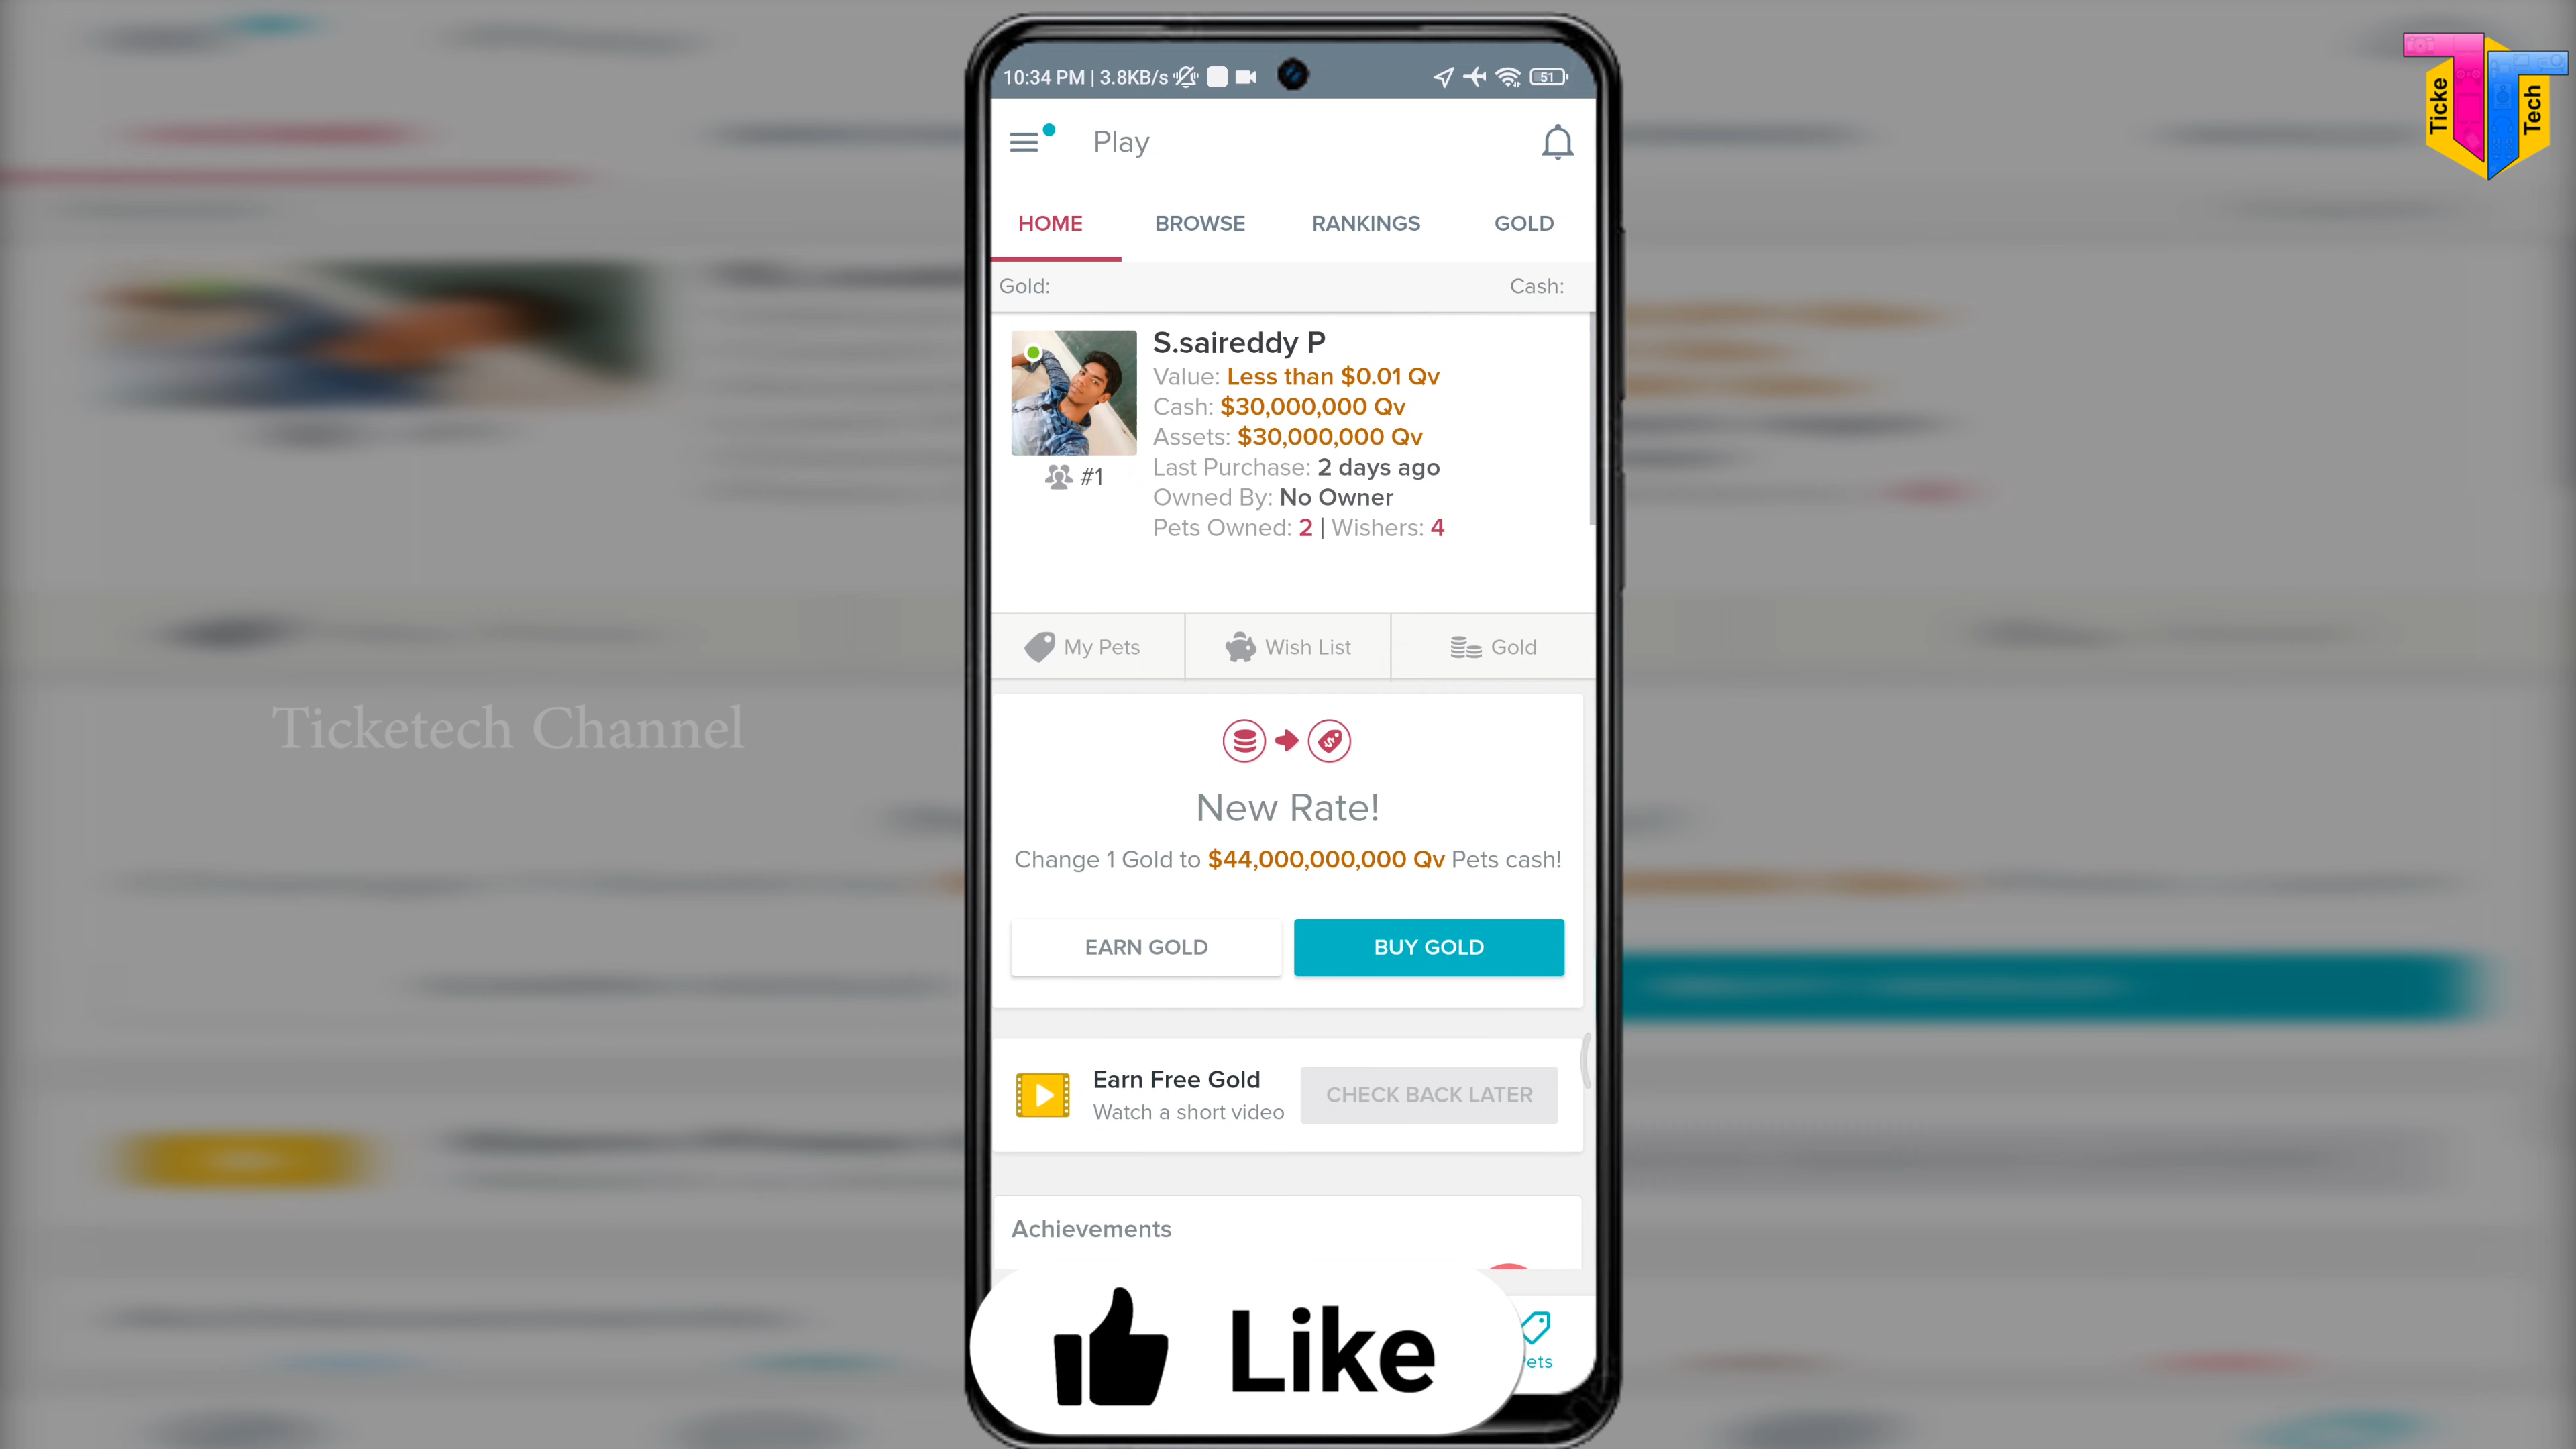 10:34 PM | 3.8KB/s
51
Ticke
Tech
Play
HOME BROWSE RANKINGS GOLD
Gold: Cash:
S.saireddy P
Value: Less than $0.01 Qv
Cash: $30,000,000 Qv
Assets: $30,000,000 Qv
#1
Last Purchase: 2 days ago
Owned By: No Owner
Pets Owned: 2 | Wishers: 4
My Pets Wish List Gold
Ticketech Channel
New Rate!
Change 1 Gold to $44,000,000,000 Qv Pets cash!
EARN GOLD BUY GOLD
Earn Free Gold
Watch a short video
CHECK BACK LATER
Achievements
Like
ets